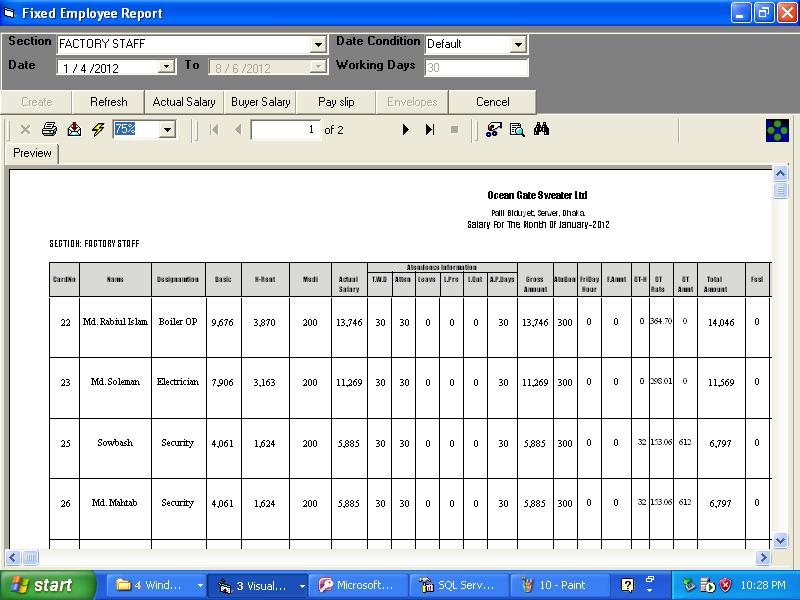 Fixed Employee Report
Section FACTORY STAFF Date Condition Default
Date 1 / 4 /2012 To 8 / 6 /2012 Working Days 30
Create Refresh Actual Salary Buyer Salary Pay slip Envelopes Cancel
75% 1 of 2
Preview
Ocean Gate Sweater Ltd
Palli Biduyet, Saver, Dhaka.
Salary For The Month Of January-2012
SECTION: FACTORY STAFF
Attendence Information
CardNo Name Designamtion Basic H-Rent Medi Actual Salary T.W.D Atten Leave L.Prs L.Out A.P.Days Gross Amount AtnBon FriDay Hour F.Amnt OT-H OT Rate OT Amnt Total Amount
22 Md. Rabiul Islam Boiler OP 9,676 3,870 200 13,746 30 30 0 0 0 30 13,746 300 0 0 0 364.70 0 14,046 0
23 Md. Soleman Electrician 7,906 3,163 200 11,269 30 30 0 0 0 30 11,269 300 0 0 0 298.01 0 11,569 0
25 Sowbash Security 4,061 1,624 200 5,885 30 30 0 0 0 30 5,885 300 0 0 32 153.06 612 6,797 0
26 Md. Mahtab Security 4,061 1,624 200 5,885 30 30 0 0 0 30 5,885 300 0 0 32 153.06 612 6,797 0
start 4 Wind... 3 Visual... Microsoft... SQL Serv... 10 - Paint 10:28 PM